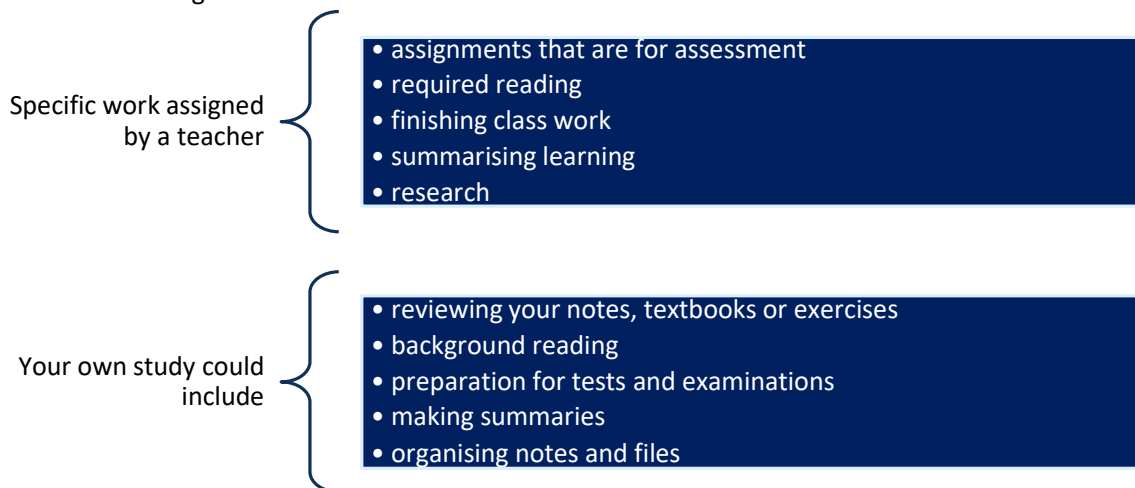 Specific work assigned
by a teacher
• assignments that are for assessment
• required reading
• finishing class work
• summarising learning
• research
Your own study could
include
• reviewing your notes, textbooks or exercises
• background reading
• preparation for tests and examinations
• making summaries
• organising notes and files